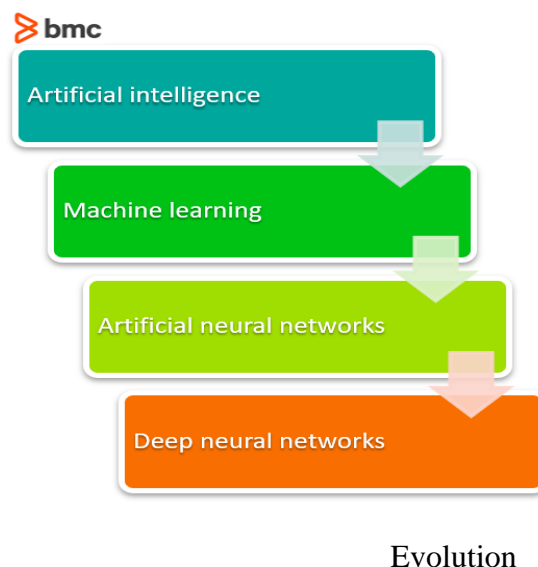 bmc
Artificial intelligence
Machine learning
Artificial neural networks
Deep neural networks
Evolution